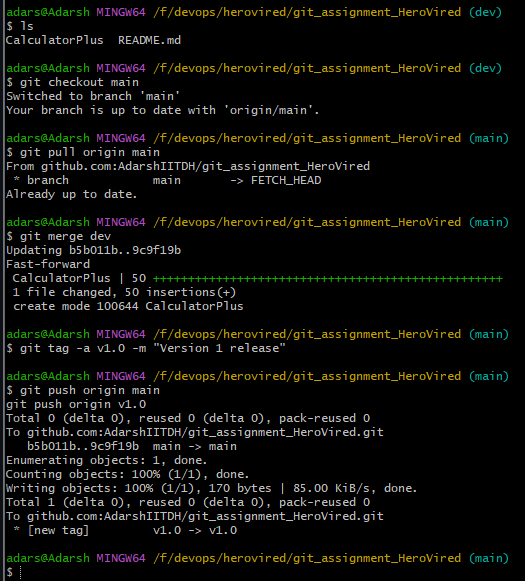 adars@Adarsh MINGW64 /f/devops/herovired/git_assignment_HeroVired (dev)
$ ls
CalculatorPlus  README.md

adars@Adarsh MINGW64 /f/devops/herovired/git_assignment_HeroVired (dev)
$ git checkout main
Switched to branch 'main'
Your branch is up to date with 'origin/main'.

adars@Adarsh MINGW64 /f/devops/herovired/git_assignment_HeroVired (main)
$ git pull origin main
From github.com:AdarshIITDH/git_assignment_HeroVired
 * branch            main       -> FETCH_HEAD
Already up to date.

adars@Adarsh MINGW64 /f/devops/herovired/git_assignment_HeroVired (main)
$ git merge dev
Updating b5b011b..9c9f19b
Fast-forward
 CalculatorPlus | 50 ++++++++++++++++++++++++++++++++++++++++++++++++++
 1 file changed, 50 insertions(+)
 create mode 100644 CalculatorPlus

adars@Adarsh MINGW64 /f/devops/herovired/git_assignment_HeroVired (main)
$ git tag -a v1.0 -m "Version 1 release"

adars@Adarsh MINGW64 /f/devops/herovired/git_assignment_HeroVired (main)
$ git push origin main
git push origin v1.0
Total 0 (delta 0), reused 0 (delta 0), pack-reused 0
To github.com:AdarshIITDH/git_assignment_HeroVired.git
   b5b011b..9c9f19b  main -> main
Enumerating objects: 1, done.
Counting objects: 100% (1/1), done.
Writing objects: 100% (1/1), 170 bytes | 85.00 KiB/s, done.
Total 1 (delta 0), reused 0 (delta 0), pack-reused 0
To github.com:AdarshIITDH/git_assignment_HeroVired.git
 * [new tag]         v1.0 -> v1.0

adars@Adarsh MINGW64 /f/devops/herovired/git_assignment_HeroVired (main)
$